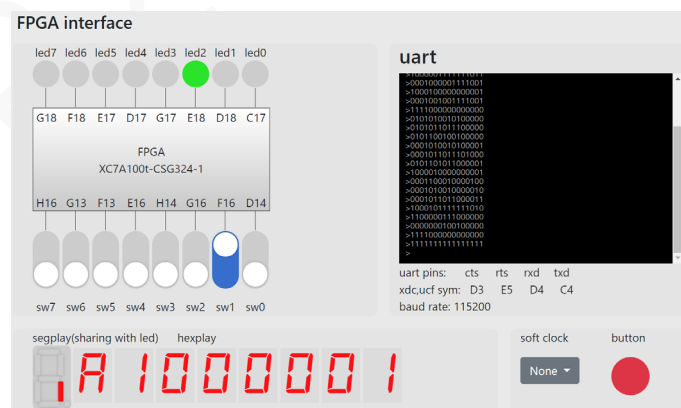 FPGA interface
led7 led6 led5 led4 led3 led2 led1 led0
G18 F18 E17 D17 G17 E18 D18 C17
FPGA
XC7A100t-CSG324-1
H16 G13 F13 E16 H14 G16 F16 D14
sw7 sw6 sw5 sw4 sw3 sw2 sw1 sw0
uart
>0001000001111001
>1000100000000001
>0001001001111001
>1111000000000000
>0101010010100000
>0101011011100000
>0101100100100000
>0001010010100001
>0001011011101000
>0101101011000001
>1000010000000001
>0001100010000100
>0001010010000010
>0001011011000011
>1000101111111010
>1100000111000000
>0000000100100000
>1111000000000000
>1111111111111111
>
uart pins: cts rts rxd txd
xdc,ucf sym: D3 E5 D4 C4
baud rate: 115200
segplay(sharing with led) hexplay
A1000001
soft clock button
None